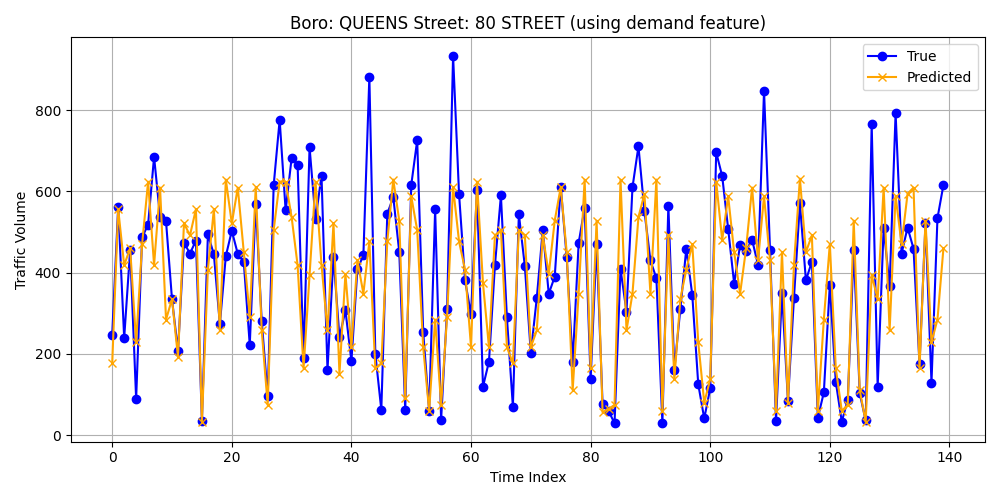 Boro: QUEENS Street: 80 STREET (using demand feature)
True
Predicted
Traffic Volume
800
600
400
200
0
0 20 40 60 80 100 120 140
Time Index